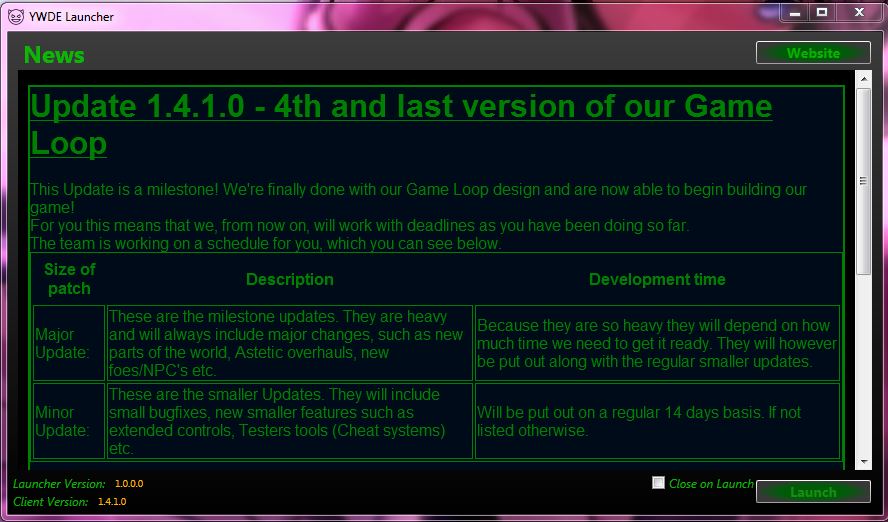 YWDE Launcher
News
Website
Update 1.4.1.0 - 4th and last version of our Game
Loop
This Update is a milestone! We're finally done with our Game Loop design and are now able to begin building our
game!
For you this means that we, from now on, will work with deadlines as you have been doing so far.
The team is working on a schedule for you, which you can see below.
Size of
patch
Description
Development time
Major
Update:
These are the milestone updates. They are heavy
and will always include major changes, such as new
parts of the world, Astetic overhauls, new
foes/NPC's etc.
Because they are so heavy they will depend on how
much time we need to get it ready. They will however
be put out along with the regular smaller updates.
Minor
Update:
These are the smaller Updates. They will include
small bugfixes, new smaller features such as
extended controls, Testers tools (Cheat systems)
etc.
Will be put out on a regular 14 days basis. If not
listed otherwise.
Launcher Version: 1.0.0.0
Close on Launch
Client Version: 1.4.1.0
Launch